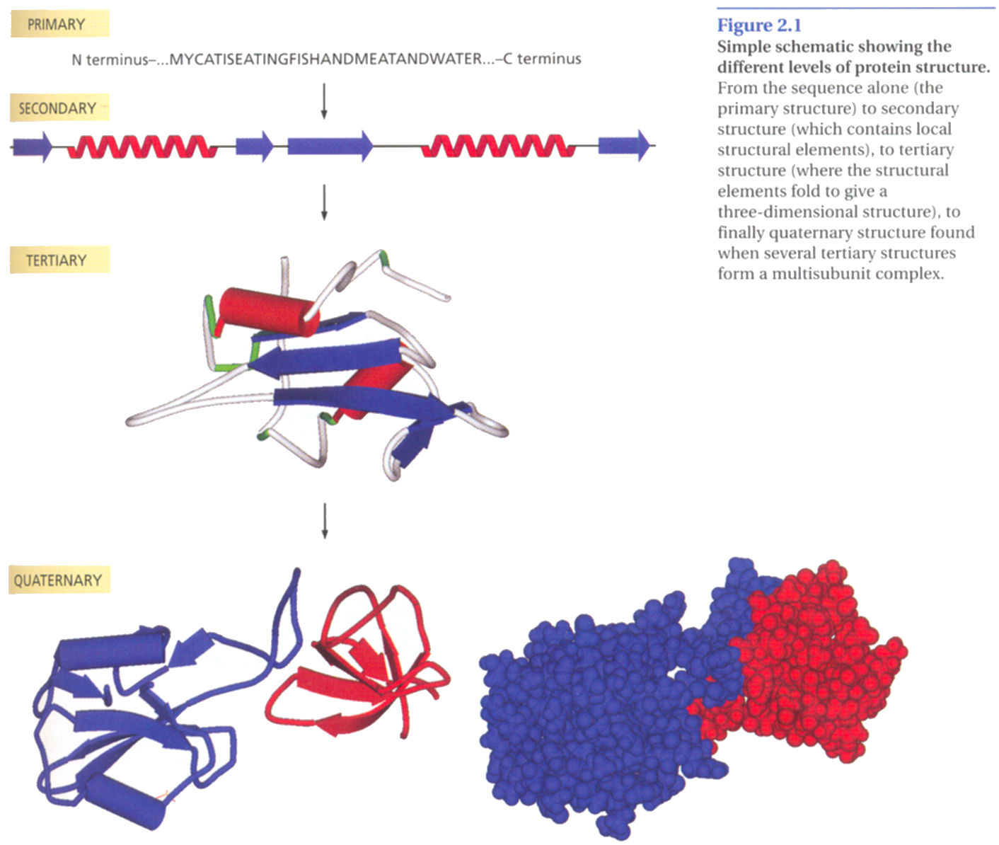 PRIMARY
N terminus–...MYCATISEATINGFISHANDMEATANDWATER...–C terminus
SECONDARY
TERTIARY
QUATERNARY
Figure 2.1
Simple schematic showing the
different levels of protein structure.
From the sequence alone (the
primary structure) to secondary
structure (which contains local
structural elements), to tertiary
structure (where the structural
elements fold to give a
three-dimensional structure), to
finally quaternary structure found
when several tertiary structures
form a multisubunit complex.